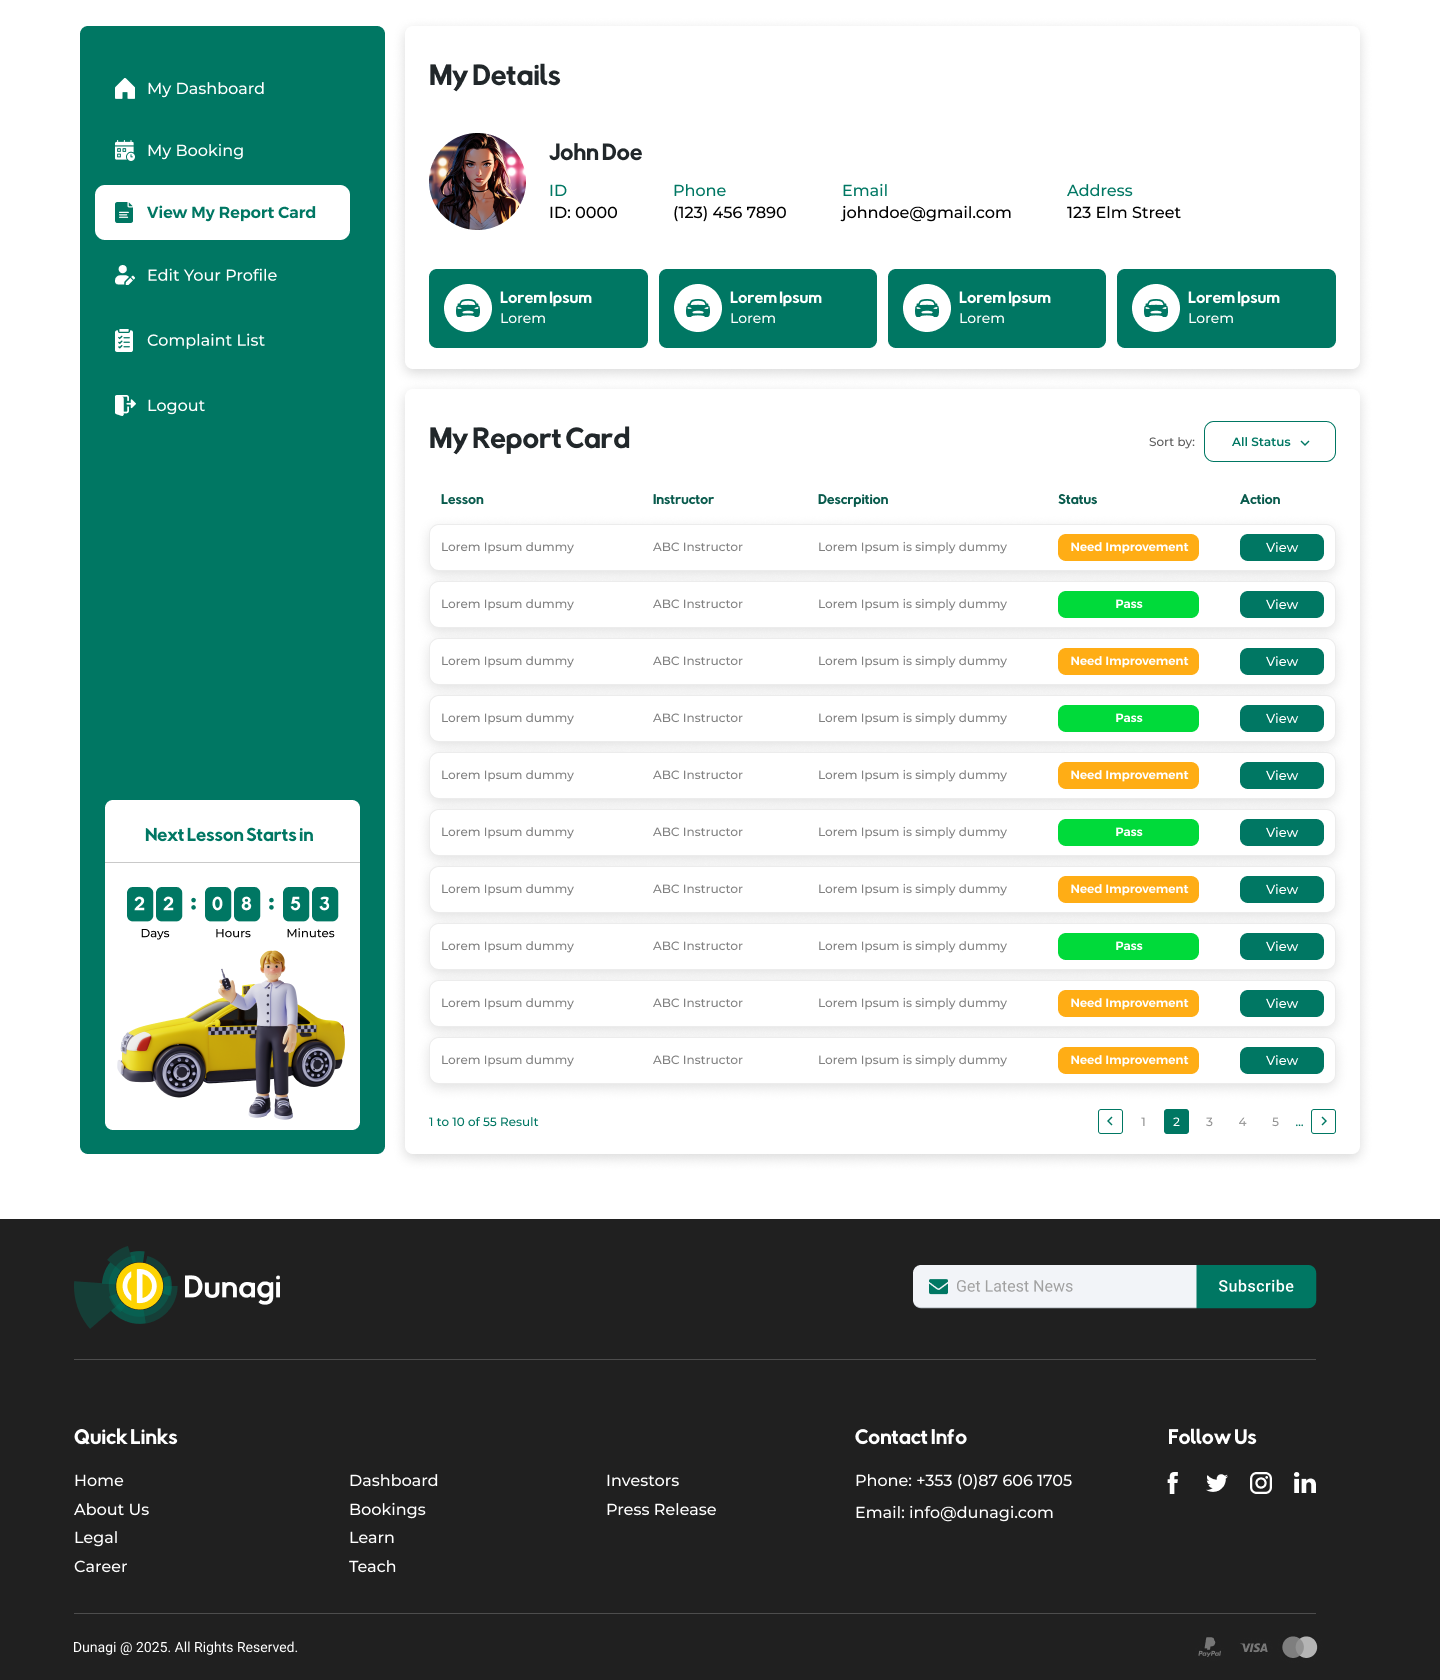 My Dashboard
My Booking
View My Report Card
Edit Your Profile
Complaint List
Logout
Next Lesson Starts in
2 2 : 0 8 : 5 3
Days Hours Minutes
My Details
John Doe
ID Phone Email Address
ID: 0000 (123) 456 7890 johndoe@gmail.com 123 Elm Street
Lorem Ipsum Lorem Ipsum Lorem Ipsum Lorem Ipsum
Lorem Lorem Lorem Lorem
My Report Card
Sort by: All Status
Lesson Instructor Descrpition Status Action
Lorem Ipsum dummy ABC Instructor Lorem Ipsum is simply dummy Need Improvement View
Lorem Ipsum dummy ABC Instructor Lorem Ipsum is simply dummy Pass View
Lorem Ipsum dummy ABC Instructor Lorem Ipsum is simply dummy Need Improvement View
Lorem Ipsum dummy ABC Instructor Lorem Ipsum is simply dummy Pass View
Lorem Ipsum dummy ABC Instructor Lorem Ipsum is simply dummy Need Improvement View
Lorem Ipsum dummy ABC Instructor Lorem Ipsum is simply dummy Pass View
Lorem Ipsum dummy ABC Instructor Lorem Ipsum is simply dummy Need Improvement View
Lorem Ipsum dummy ABC Instructor Lorem Ipsum is simply dummy Pass View
Lorem Ipsum dummy ABC Instructor Lorem Ipsum is simply dummy Need Improvement View
Lorem Ipsum dummy ABC Instructor Lorem Ipsum is simply dummy Need Improvement View
1 to 10 of 55 Result 1 2 3 4 5 ...
Dunagi
Get Latest News Subscribe
Quick Links Contact Info Follow Us
Home Dashboard Investors Phone: +353 (0)87 606 1705
About Us Bookings Press Release Email: info@dunagi.com
Legal Learn
Career Teach
Dunagi @ 2025. All Rights Reserved. PayPal VISA